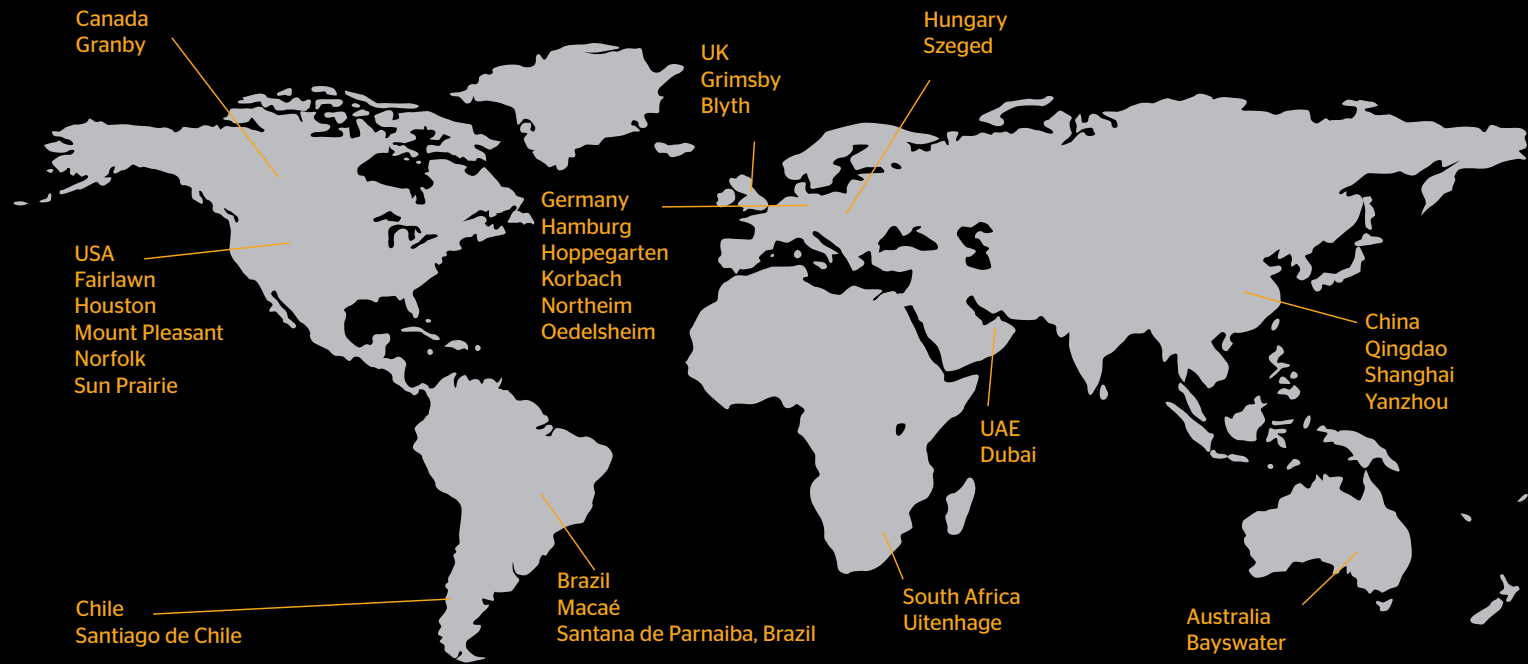 Canada
Granby
Hungary
Szeged
UK
Grimsby
Blyth
Germany
Hamburg
Hoppegarten
Korbach
Northeim
Oedelsheim
USA
Fairlawn
Houston
Mount Pleasant
Norfolk
Sun Prairie
China
Qingdao
Shanghai
Yanzhou
UAE
Dubai
Brazil
Macaé
Santana de Parnaiba, Brazil
South Africa
Uitenhage
Chile
Santiago de Chile
Australia
Bayswater